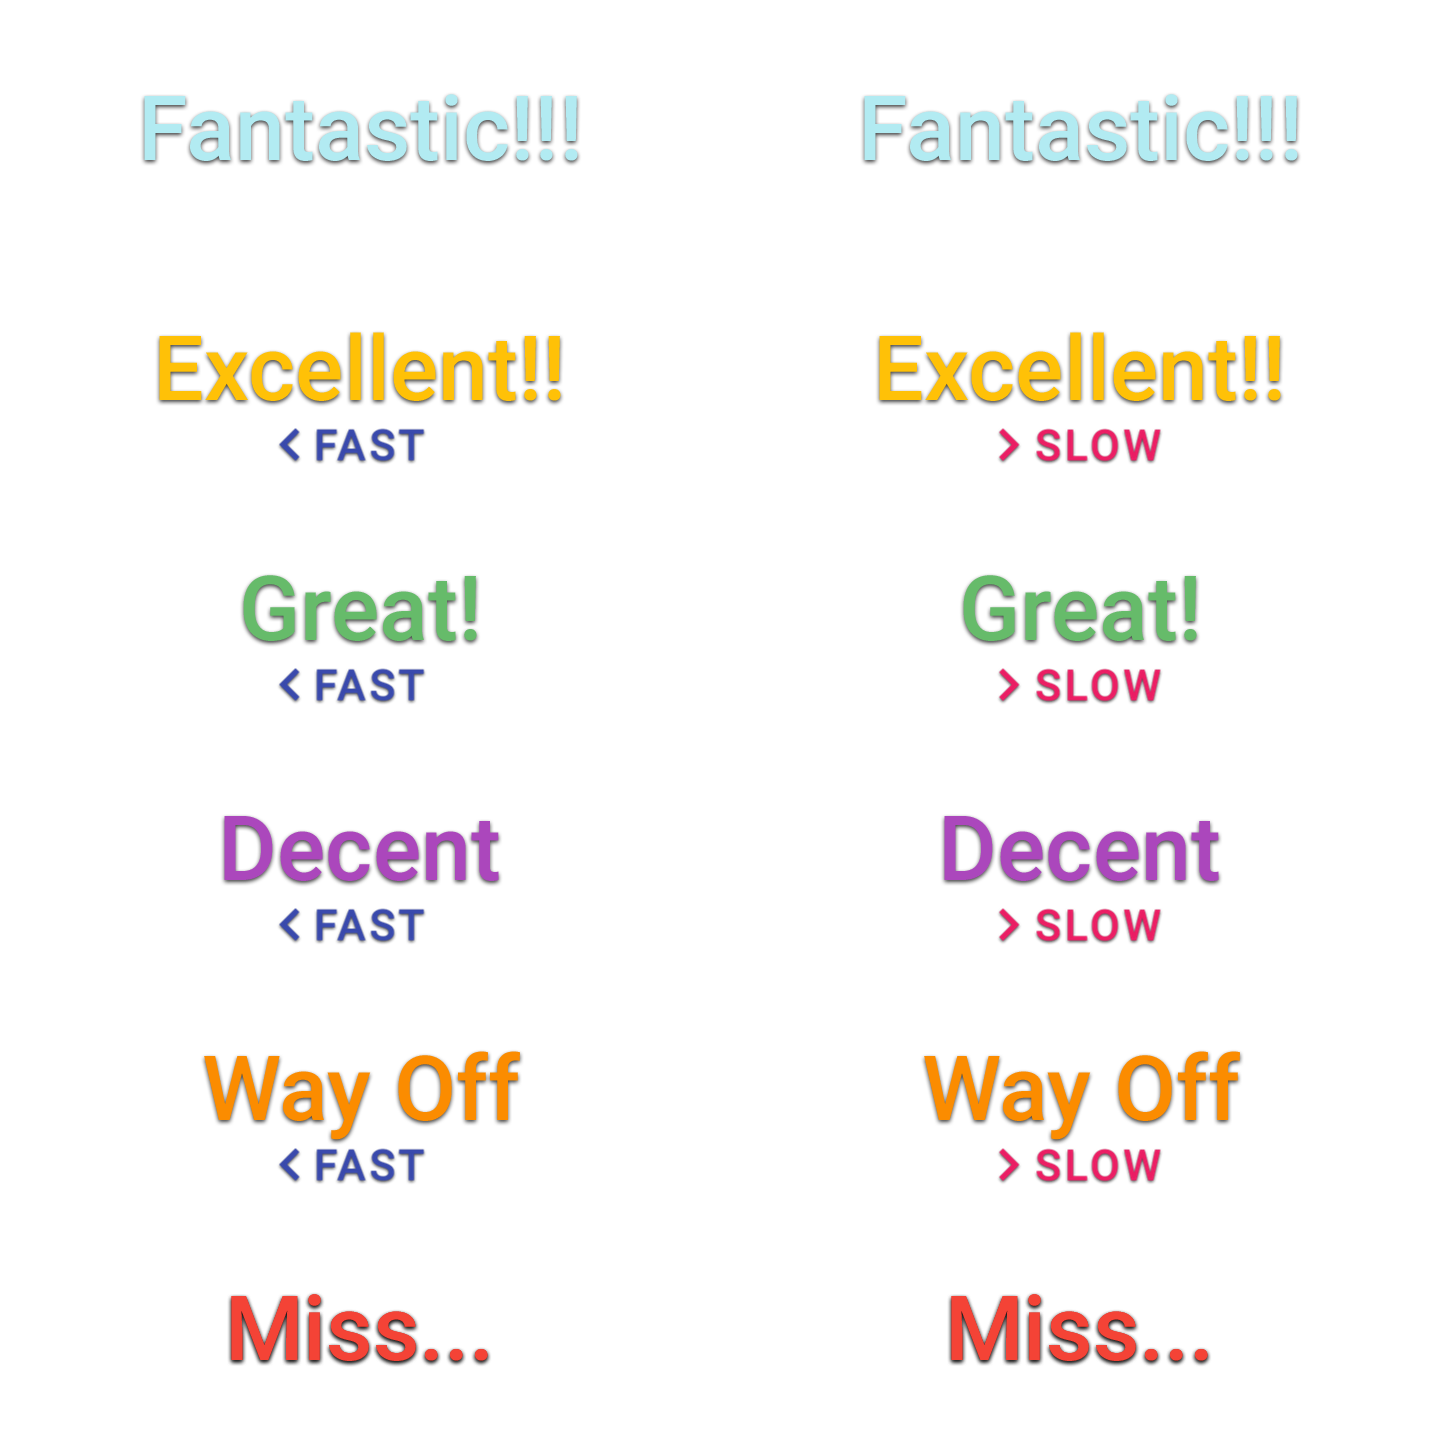 Fantastic!!! Fantastic!!!
Excellent!! Excellent!!
< FAST > SLOW
Great! Great!
< FAST > SLOW
Decent Decent
< FAST > SLOW
Way Off Way Off
< FAST > SLOW
Miss... Miss...